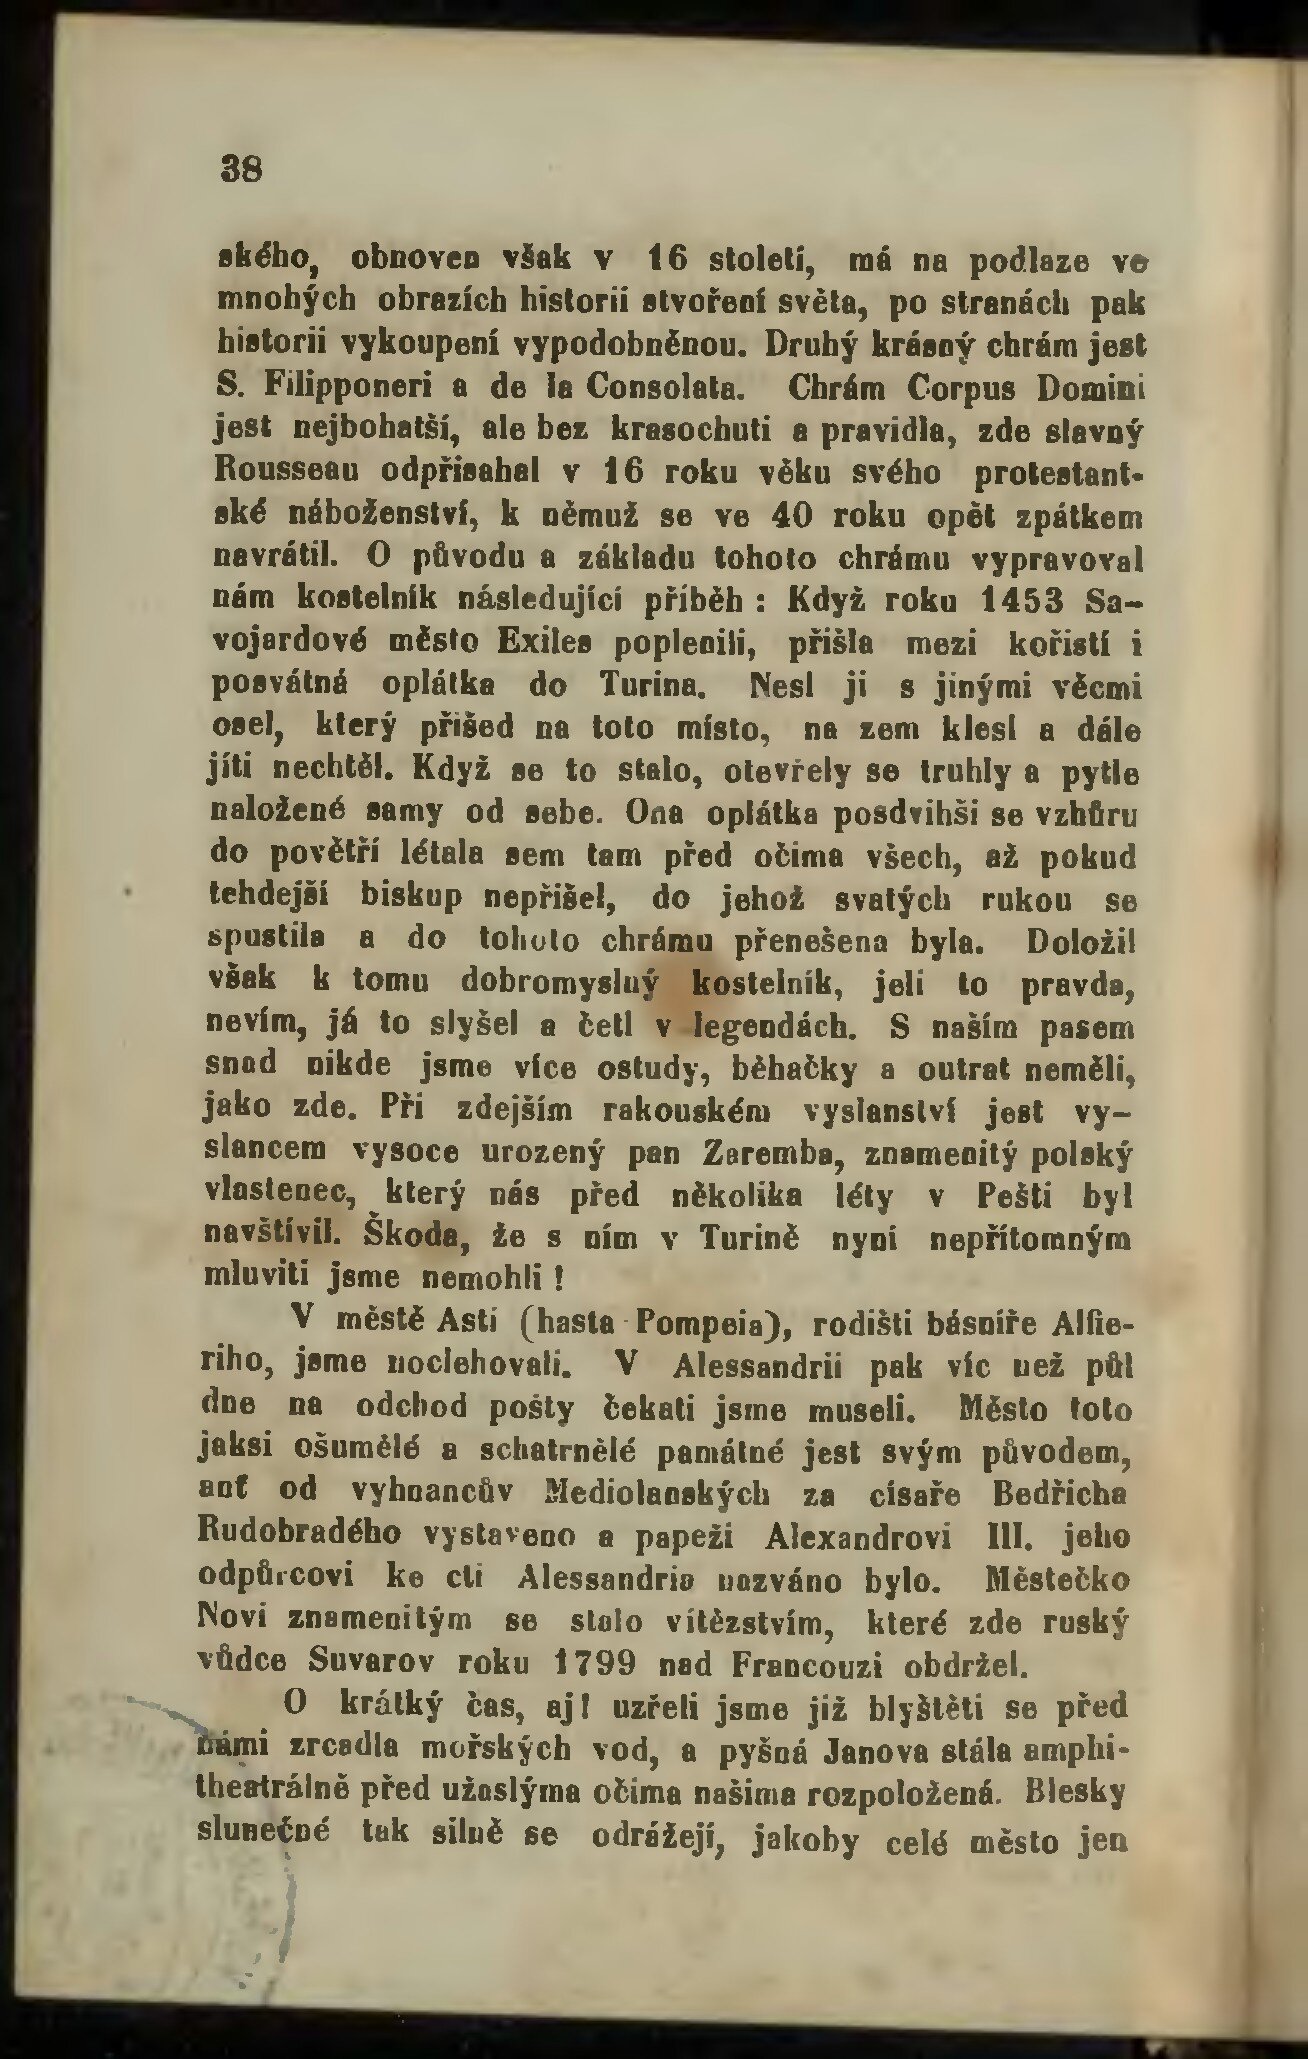 38
ského, obnoven však v 16 století, má na podlaze ve
mnohých obrazích historii stvoření světa, po stranách pak
historii vykoupení vypodobněnou. Druhý krásný chrám jest
S. Filipponeri a de la Consolata. Chrám Corpus Domini
jest nejbohatší, ale bez krasochuti a pravidla, zde slavný
Rousseau odpřisahal v 16 roku věku svého protestant-
ské náboženství, k němuž se ve 40 roku opět zpátkem
navrátil. O původu a základu tohoto chrámu vypravoval
nám kostelník následující příběh : Když roku 1453 Sa-
vojardové město Exiles poplenili, přišla mezi kořistí i
posvátná oplátka do Turina. Nesl ji s jinými věcmi
osel, který přišed na toto místo, na zem klesl a dále
jíti nechtěl. Když se to stalo, otevřely se truhly a pytle
naložené samy od sebe. Ona oplátka posdvihši se vzhůru
do povětří létala sem tam před očima všech, až pokud
tehdejší biskup nepřišel, do jehož svatých rukou se
spustila a do tohoto chrámu přenešena byla. Doložil
však k tomu dobromyslný kostelník, jeli to pravda,
nevím, já to slyšel a četl v legendách. S naším pasem
snad nikde jsme více ostudy, běhačky a outrat neměli,
jako zde. Při zdejším rakouském vyslanství jest vy-
slancem vysoce urozený pan Zaremba, znamenitý polský
vlastenec, který nás před několika léty v Pešti byl
navštívil. Škoda, že s ním v Turině nyní nepřítomným
mluviti jsme nemohli !
V městě Asti (hasta Pompeia), rodišti básníře Alfie-
riho, jsme noclehovali. V Alessandrii pak víc než půl
dne na odchod pošty čekati jsme museli. Město toto
jaksi ošumělé a schatrnělé památné jest svým původem,
anť od vyhnancův Mediolanských za císaře Bedřicha
Rudobradého vystaveno a papeži Alexandrovi III. jeho
odpůrcovi ke cti Alessandria nazváno bylo. Městečko
Novi znamenitým se stalo vítězstvím, které zde ruský
vůdce Suvarov roku 1799 nad Francouzi obdržel.
O krátký čas, aj! uzřeli jsme již blyštěti se před
námi zrcadla mořských vod, a pyšná Janova stála amphi-
theatrálně před užaslýma očima našima rozpoložená. Blesky
slunečné tak silně se odrážejí, jakoby celé město jen